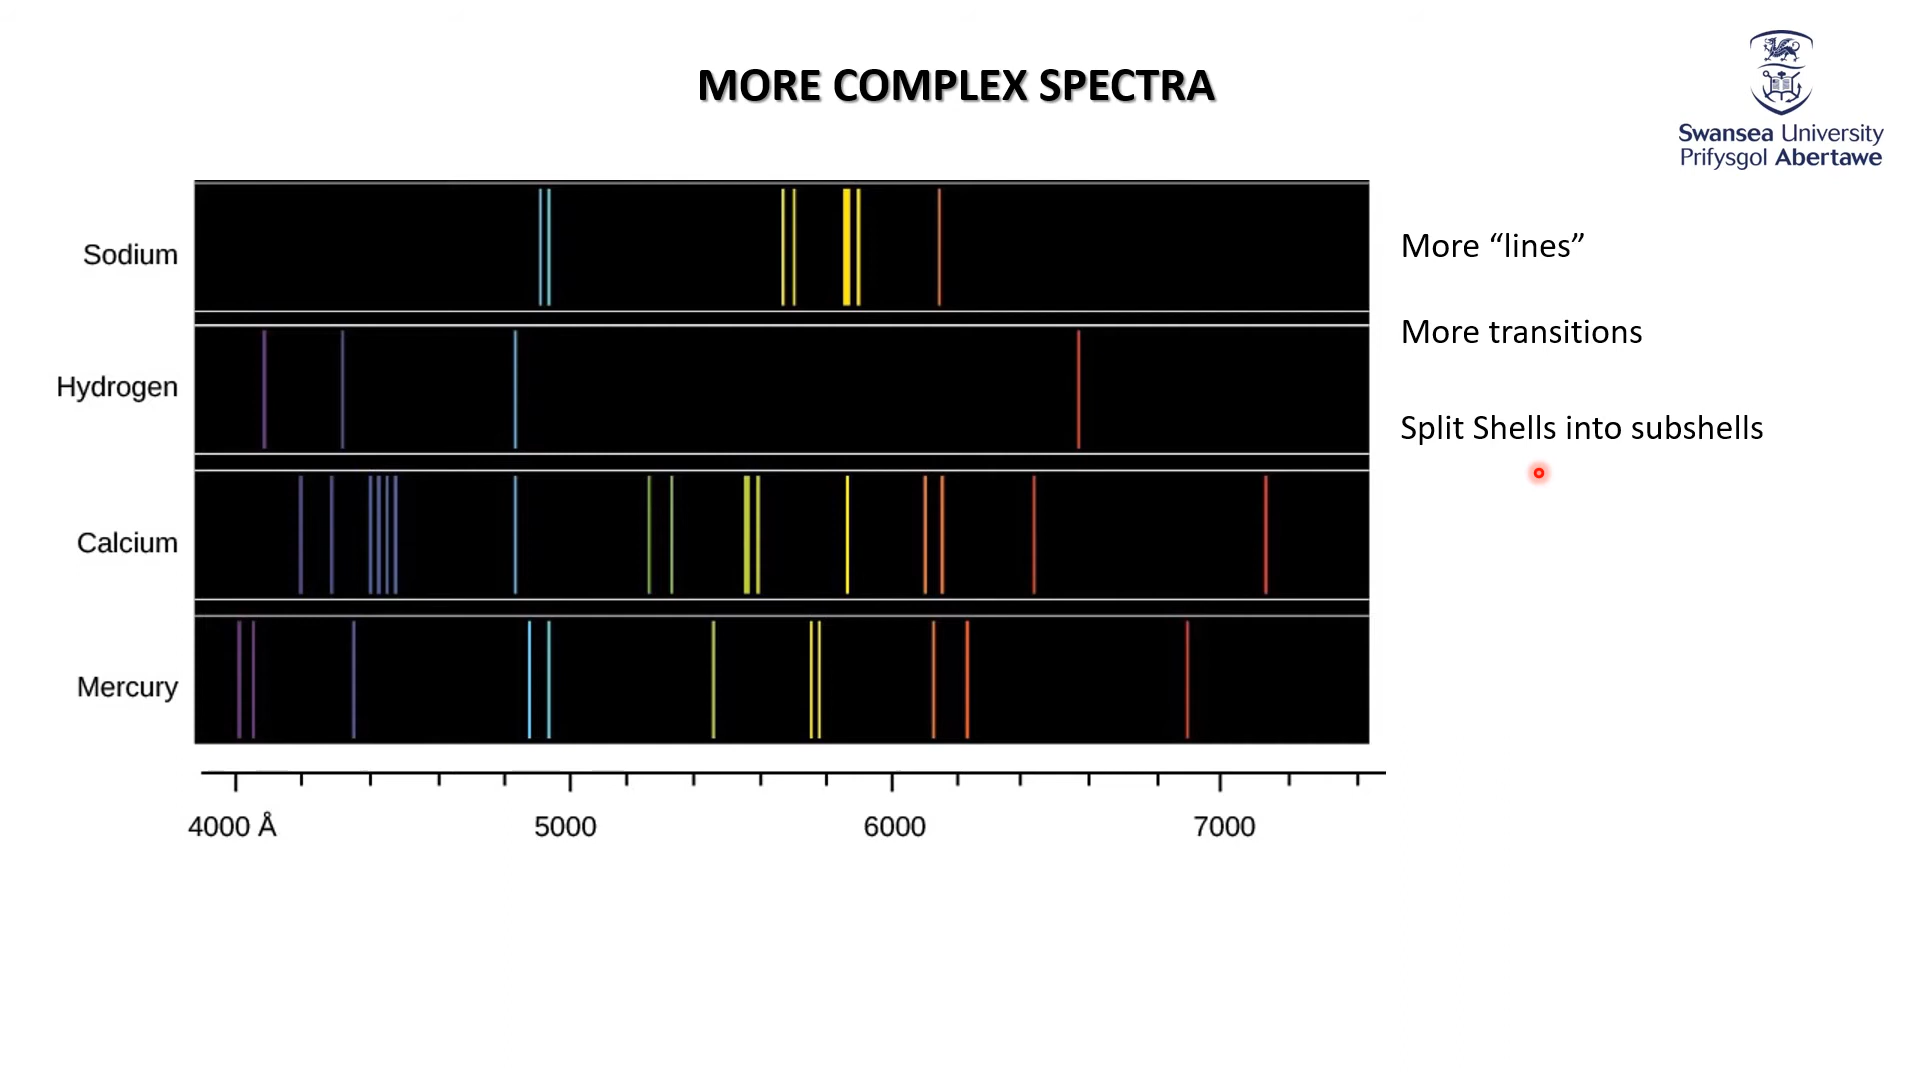 MORE COMPLEX SPECTRA
Swansea University
Prifysgol Abertawe
Sodium
Hydrogen
Calcium
Mercury
4000 Å
5000
6000
7000
More “lines”
More transitions
Split Shells into subshells